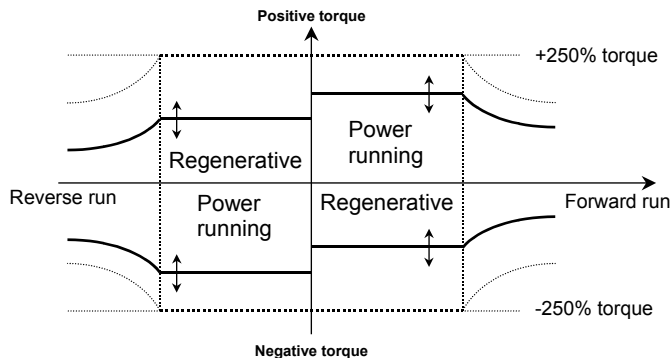 Positive torque
+250% torque
Power
running
Regenerative
Reverse run
Power
running
Regenerative
Forward run
-250% torque
Negative torque